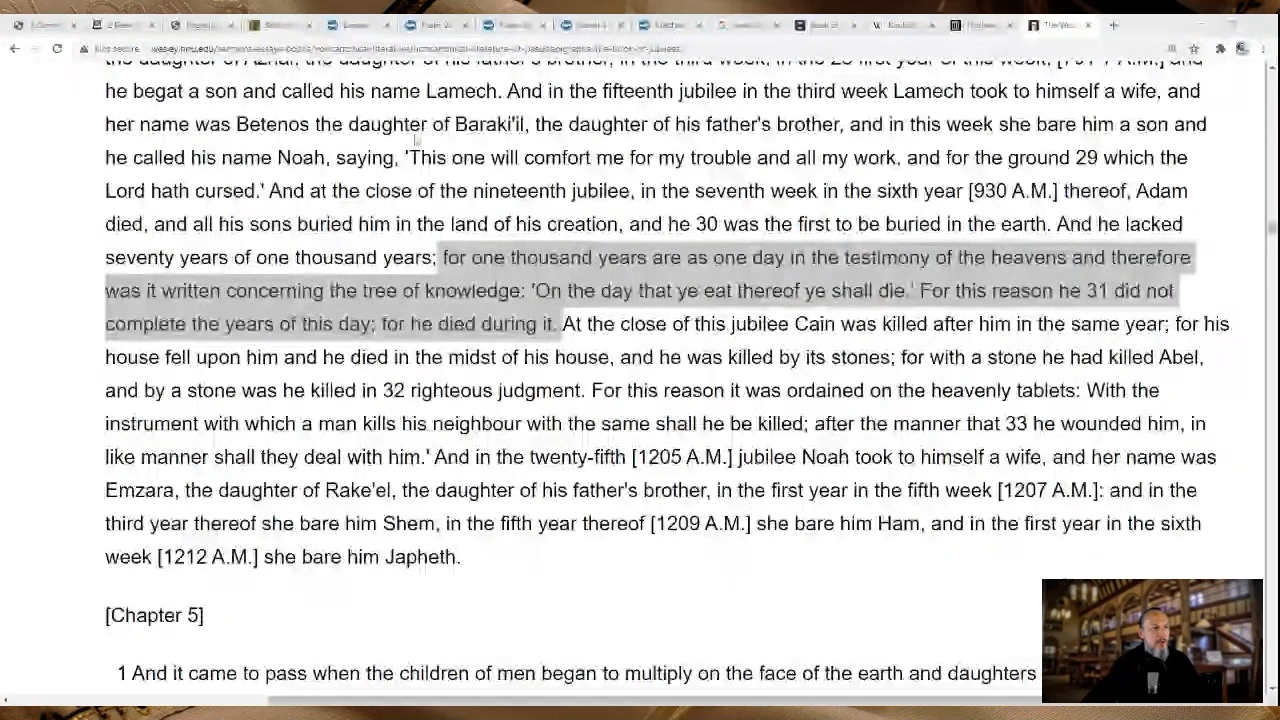 he begat a son and called his name Lamech. And in the fifteenth jubilee in the third week Lamech took to himself a wife, and
her name was Betenos the daughter of Baraki'il, the daughter of his father's brother, and in this week she bare him a son and
he called his name Noah, saying, 'This one will comfort me for my trouble and all my work, and for the ground 29 which the
Lord hath cursed.' And at the close of the nineteenth jubilee, in the seventh week in the sixth year [930 A.M.] thereof, Adam
died, and all his sons buried him in the land of his creation, and he 30 was the first to be buried in the earth. And he lacked
seventy years of one thousand years; for one thousand years are as one day in the testimony of the heavens and therefore
was it written concerning the tree of knowledge: 'On the day that ye eat thereof ye shall die.' For this reason he 31 did not
complete the years of this day; for he died during it. At the close of this jubilee Cain was killed after him in the same year; for his
house fell upon him and he died in the midst of his house, and he was killed by its stones; for with a stone he had killed Abel,
and by a stone was he killed in 32 righteous judgment. For this reason it was ordained on the heavenly tablets: With the
instrument with which a man kills his neighbour with the same shall he be killed; after the manner that 33 he wounded him, in
like manner shall they deal with him.' And in the twenty-fifth [1205 A.M.] jubilee Noah took to himself a wife, and her name was
Emzara, the daughter of Rake'el, the daughter of his father's brother, in the first year in the fifth week [1207 A.M.]: and in the
third year thereof she bare him Shem, in the fifth year thereof [1209 A.M.] she bare him Ham, and in the first year in the sixth
week [1212 A.M.] she bare him Japheth.
[Chapter 5]
1 And it came to pass when the children of men began to multiply on the face of the earth and daughters